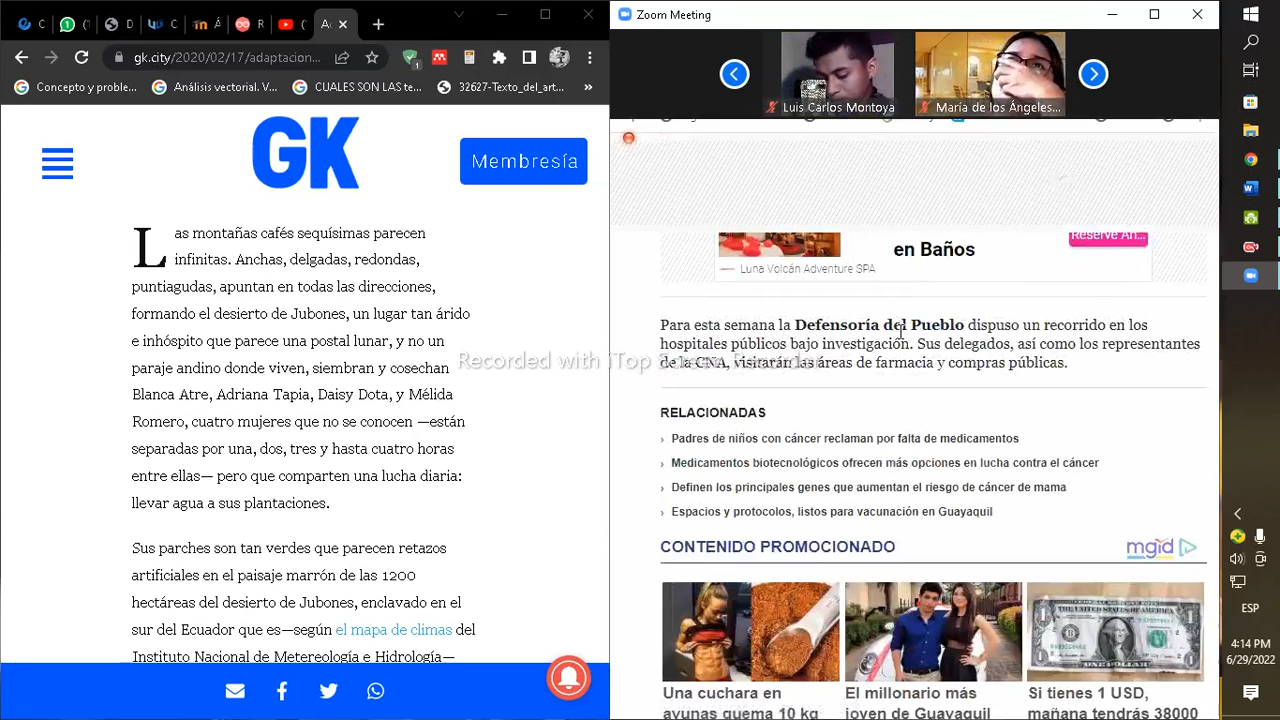 gk.city/2020/02/17/adaptacion...
Concepto y proble...
Análisis vectorial. V...
CUALES SON LAS te...
32627-Texto_del_art...
»
GK
Membresía
Las montañas cafés sequísimas parecen
infinitas. Anchas, delgadas, redondas,
puntiagudas, apuntan en todas las direcciones,
formando el desierto de Jubones, un lugar tan árido
e inhóspito que parece una postal lunar, y no un
paraje andino donde viven, siembran y cosechan
Blanca Atre, Adriana Tapia, Daisy Dota, y Mélida
Romero, cuatro mujeres que no se conocen —están
separadas por una, dos, tres y hasta cuatro horas
entre ellas— pero que comparten una lucha diaria:
llevar agua a sus plantaciones.
Sus parches son tan verdes que parecen retazos
artificiales en el paisaje marrón de las 1200
hectáreas del desierto de Jubones, enclavado en el
sur del Ecuador que es—según el mapa de climas del
Instituto Nacional de Metereología e Hidrología—
Zoom Meeting
Luis Carlos Montoya
María de los Ángeles...
en Baños
Reserve Ah...
Luna Volcán Adventure SPA
Para esta semana la Defensoría del Pueblo dispuso un recorrido en los
hospitales públicos bajo investigación. Sus delegados, así como los representantes
de la CNA, visitarán las áreas de farmacia y compras públicas.
Recorded with iTop Screen Recorder
RELACIONADAS
› Padres de niños con cáncer reclaman por falta de medicamentos
› Medicamentos biotecnológicos ofrecen más opciones en lucha contra el cáncer
› Definen los principales genes que aumentan el riesgo de cáncer de mama
› Espacios y protocolos, listos para vacunación en Guayaquil
CONTENIDO PROMOCIONADO
mgid
Una cuchara en
ayunas quema 10 kg
El millonario más
joven de Guayaquil
Si tienes 1 USD,
mañana tendrás 38000
ESP
4:14 PM
6/29/2022